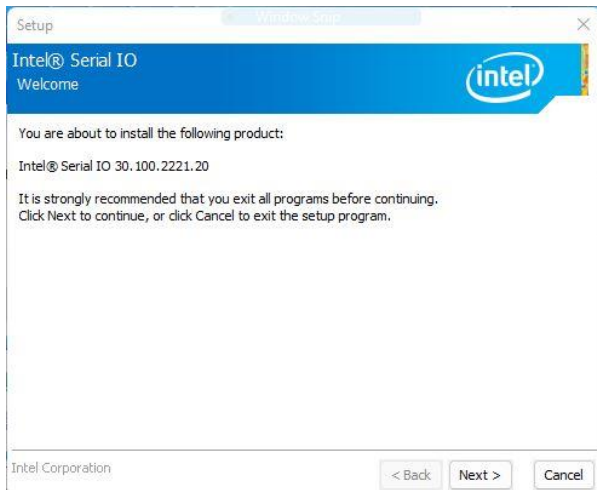 Window Snip
Setup
Intel® Serial IO
Welcome
intel
You are about to install the following product:
Intel® Serial IO 30.100.2221.20
It is strongly recommended that you exit all programs before continuing.
Click Next to continue, or click Cancel to exit the setup program.
Intel Corporation
< Back
Next >
Cancel